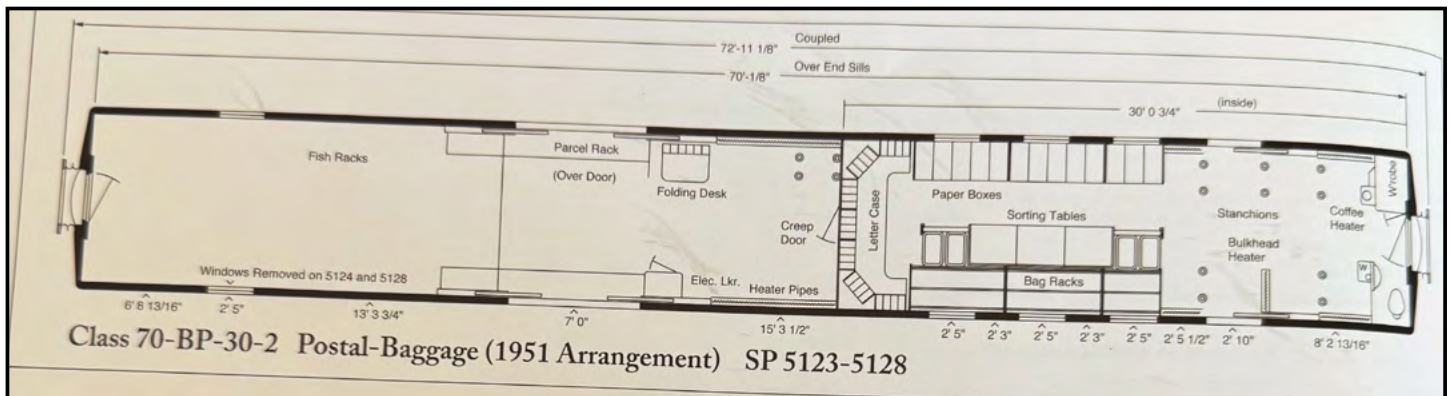 Coupled
72'-11 1/8"
Over End Sills
70'-1/8"
30' 0 3/4" (inside)
Fish Racks
Parcel Rack
(Over Door)
Folding Desk
Creep
Door
Letter Case
Paper Boxes
Sorting Tables
Bag Racks
Stanchions
Bulkhead
Heater
Coffee
Heater
W'robe
W
Windows Removed on 5124 and 5128
Elec. Lkr.
Heater Pipes
6' 8 13/16" 2' 5" 13' 3 3/4" 7' 0" 15' 3 1/2" 2' 5" 2' 3" 2' 5" 2' 3" 2' 5" 2' 5 1/2" 2' 10" 8' 2 13/16"
Class 70-BP-30-2 Postal-Baggage (1951 Arrangement) SP 5123-5128